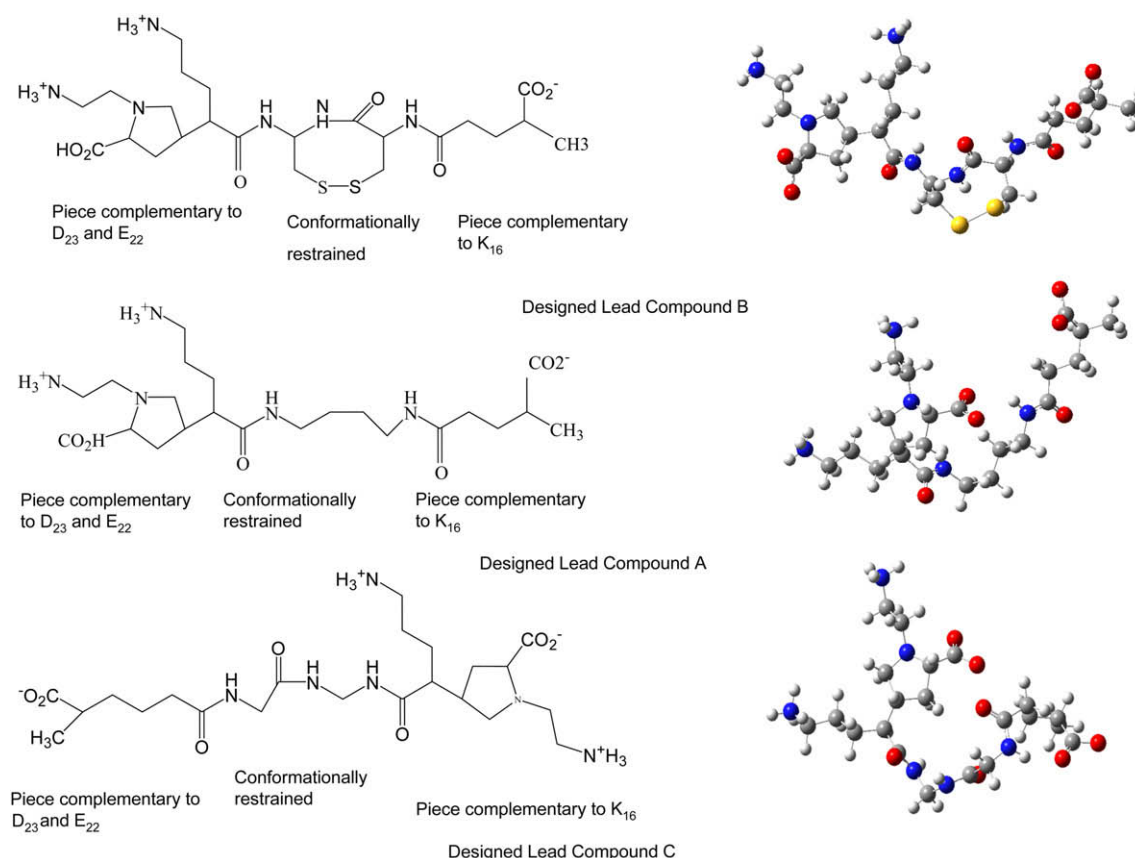 H₃⁺N
H₃⁺N
N
HO₂C
H
N
O
H
N
O
H
N
O
CO₂⁻
CH3
S–S
Piece complementary to
D₂₃ and E₂₂
Conformationally
restrained
Piece complementary
to K₁₆
Designed Lead Compound B
H₃⁺N
H₃⁺N
N
CO₂H
O
H
N
H
N
O
CO2⁻
CH₃
Piece complementary
to D₂₃ and E₂₂
Conformationally
restrained
Piece complementary
to K₁₆
Designed Lead Compound A
H₃⁺N
⁻O₂C
H₃C
O
H
N
O
H
N
H
N
O
CO₂⁻
N
N⁺H₃
Piece complementary to
D₂₃ and E₂₂
Conformationally
restrained
Piece complementary to K₁₆
Designed Lead Compound C